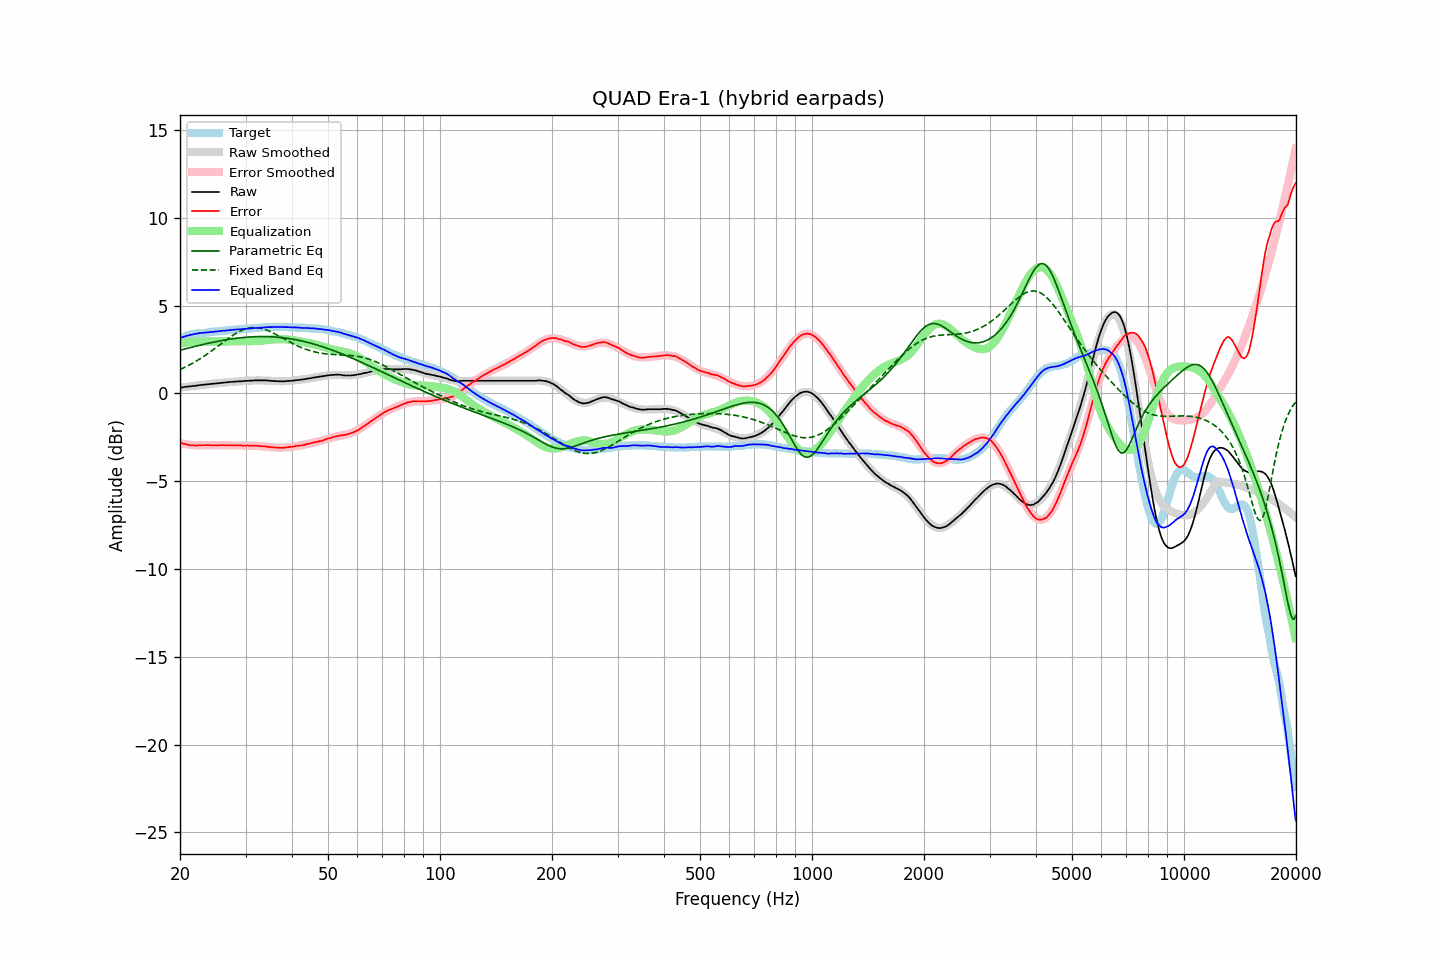 QUAD Era-1 (hybrid earpads)
Target
Raw Smoothed
Error Smoothed
Raw
Error
Equalization
Parametric Eq
Fixed Band Eq
Equalized
Amplitude (dBr)
15
10
5
0
−5
−10
−15
−20
−25
20
50
100
200
500
1000
2000
5000
10000
20000
Frequency (Hz)